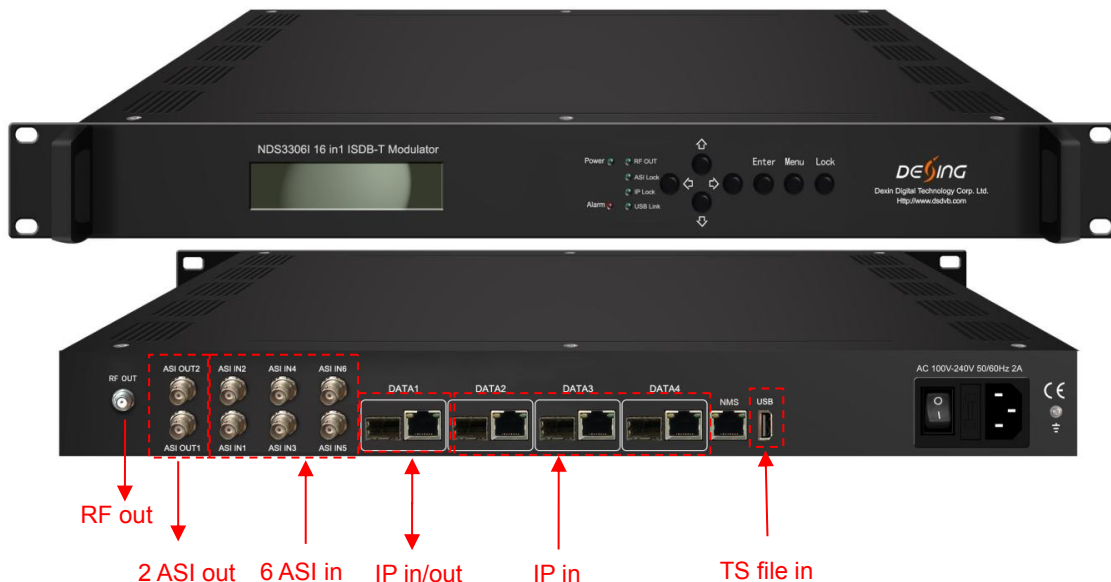 NDS3306I 16 in1 ISDB-T Modulator
Power
RF OUT
ASI Lock
IP Lock
Alarm
USB Link
Enter Menu Lock
DEXING
Dexin Digital Technology Corp. Ltd.
Http://www.dsdvb.com
RF OUT
ASI OUT2
ASI IN2
ASI IN4
ASI IN6
DATA1
DATA2
DATA3
DATA4
NMS
USB
AC 100V-240V 50/60Hz 2A
CE
ASI OUT1
ASI IN1
ASI IN3
ASI IN5
RF out
2 ASI out
6 ASI in
IP in/out
IP in
TS file in